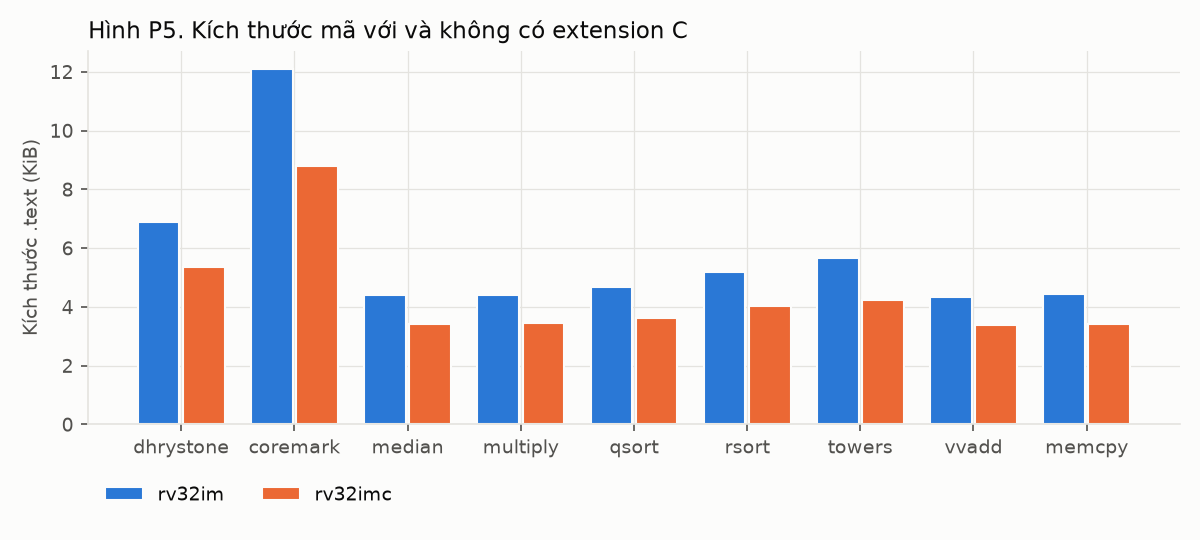 Hình P5. Kích thước mã với và không có extension C
Kích thước .text (KiB)
12
10
8
6
4
2
0
dhrystone coremark median multiply qsort rsort towers vvadd memcpy
rv32im rv32imc